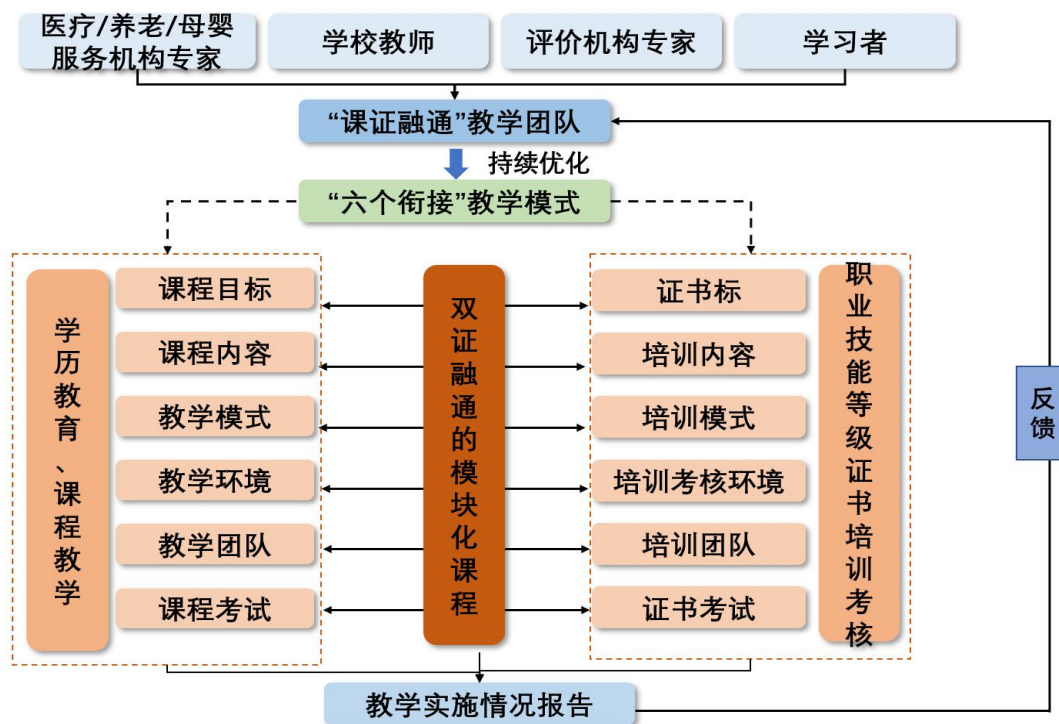 医疗/养老/母婴
服务机构专家
学校教师
评价机构专家
学习者
“课证融通”教学团队
持续优化
“六个衔接”教学模式
学历教育、课程教学
课程目标
课程内容
教学模式
教学环境
教学团队
课程考试
双证融通的模块化课程
证书标
培训内容
培训模式
培训考核环境
培训团队
证书考试
职业技能等级证书培训考核
反馈
教学实施情况报告